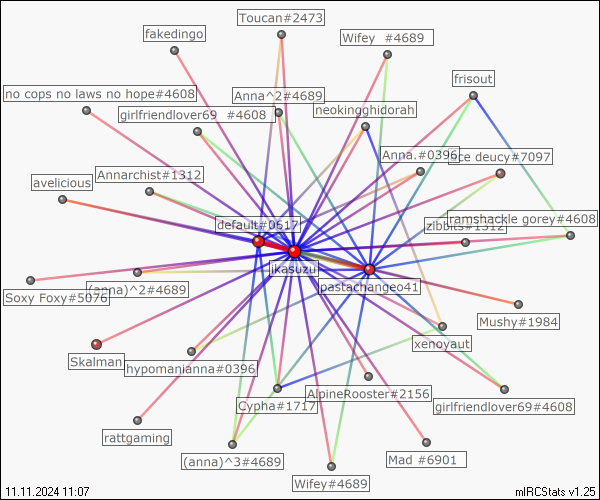 Toucan#2473
fakedingo
Wifey  #4689
frisout
no cops no laws no hope#4608
Anna^2#4689
girlfriendlover69  #4608
neokingghidorah
Anna.#0396
ce deucy#7097
Annarchist#1312
avelicious
default#0617
ramshackle gorey#4608
zibbits#1312
ikasuzu
pastachangeo41
(anna)^2#4689
Soxy Foxy#5076
Mushy#1984
xenoyaut
Skalman
hypomanianna#0396
AlpineRooster#2156
Cypha#1717
girlfriendlover69#4608
rattgaming
(anna)^3#4689
Mad #6901
Wifey#4689
11.11.2024 11:07
mIRCStats v1.25